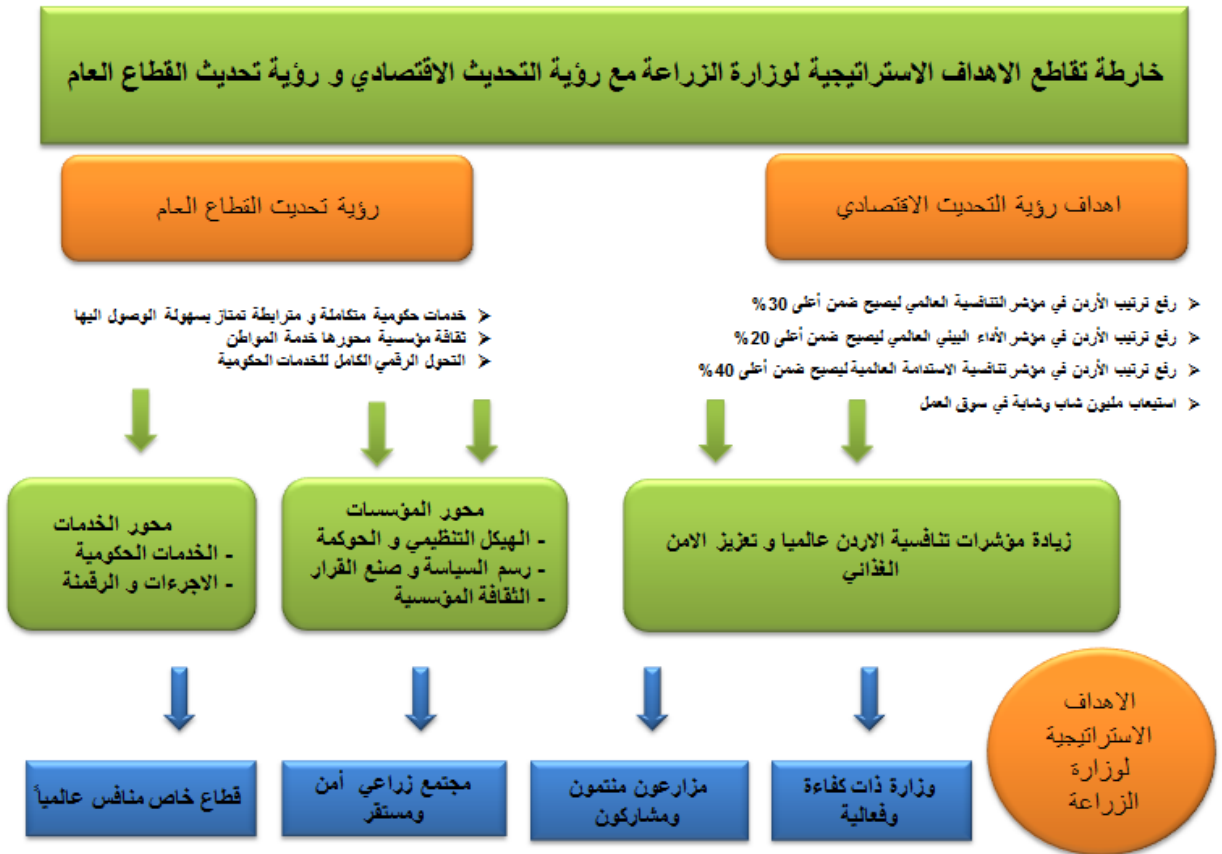 خارطة تقاطع الاهداف الاستراتيجية لوزارة الزراعة مع رؤية التحديث الاقتصادي و رؤية تحديث القطاع العام
اهداف رؤية التحديث الاقتصادي
رؤية تحديث القطاع العام
رفع ترتيب الأردن في مؤشر التنافسية العالمي ليصبح ضمن أعلى 30%
رفع ترتيب الأردن في مؤشر الأداء البيئي العالمي ليصبح ضمن أعلى 20%
رفع ترتيب الأردن في مؤشر تنافسية الاستدامة العالمية ليصبح ضمن أعلى 40%
استيعاب مليون شاب وشابة في سوق العمل
خدمات حكومية متكاملة و مترابطة تمتاز بسهولة الوصول اليها
ثقافة مؤسسية محورها خدمة المواطن
التحول الرقمي الكامل للخدمات الحكومية
زيادة مؤشرات تنافسية الاردن عالميا و تعزيز الامن
الغذائي
محور المؤسسات
- الهيكل التنظيمي و الحوكمة
- رسم السياسة و صنع القرار
- الثقافة المؤسسية
محور الخدمات
- الخدمات الحكومية
- الاجرءات و الرقمنة
الاهداف
الاستراتيجية
لوزارة
الزراعة
وزارة ذات كفاءة
وفعالية
مزارعون منتمون
ومشاركون
مجتمع زراعي أمن
ومستقر
قطاع خاص منافس عالمياً